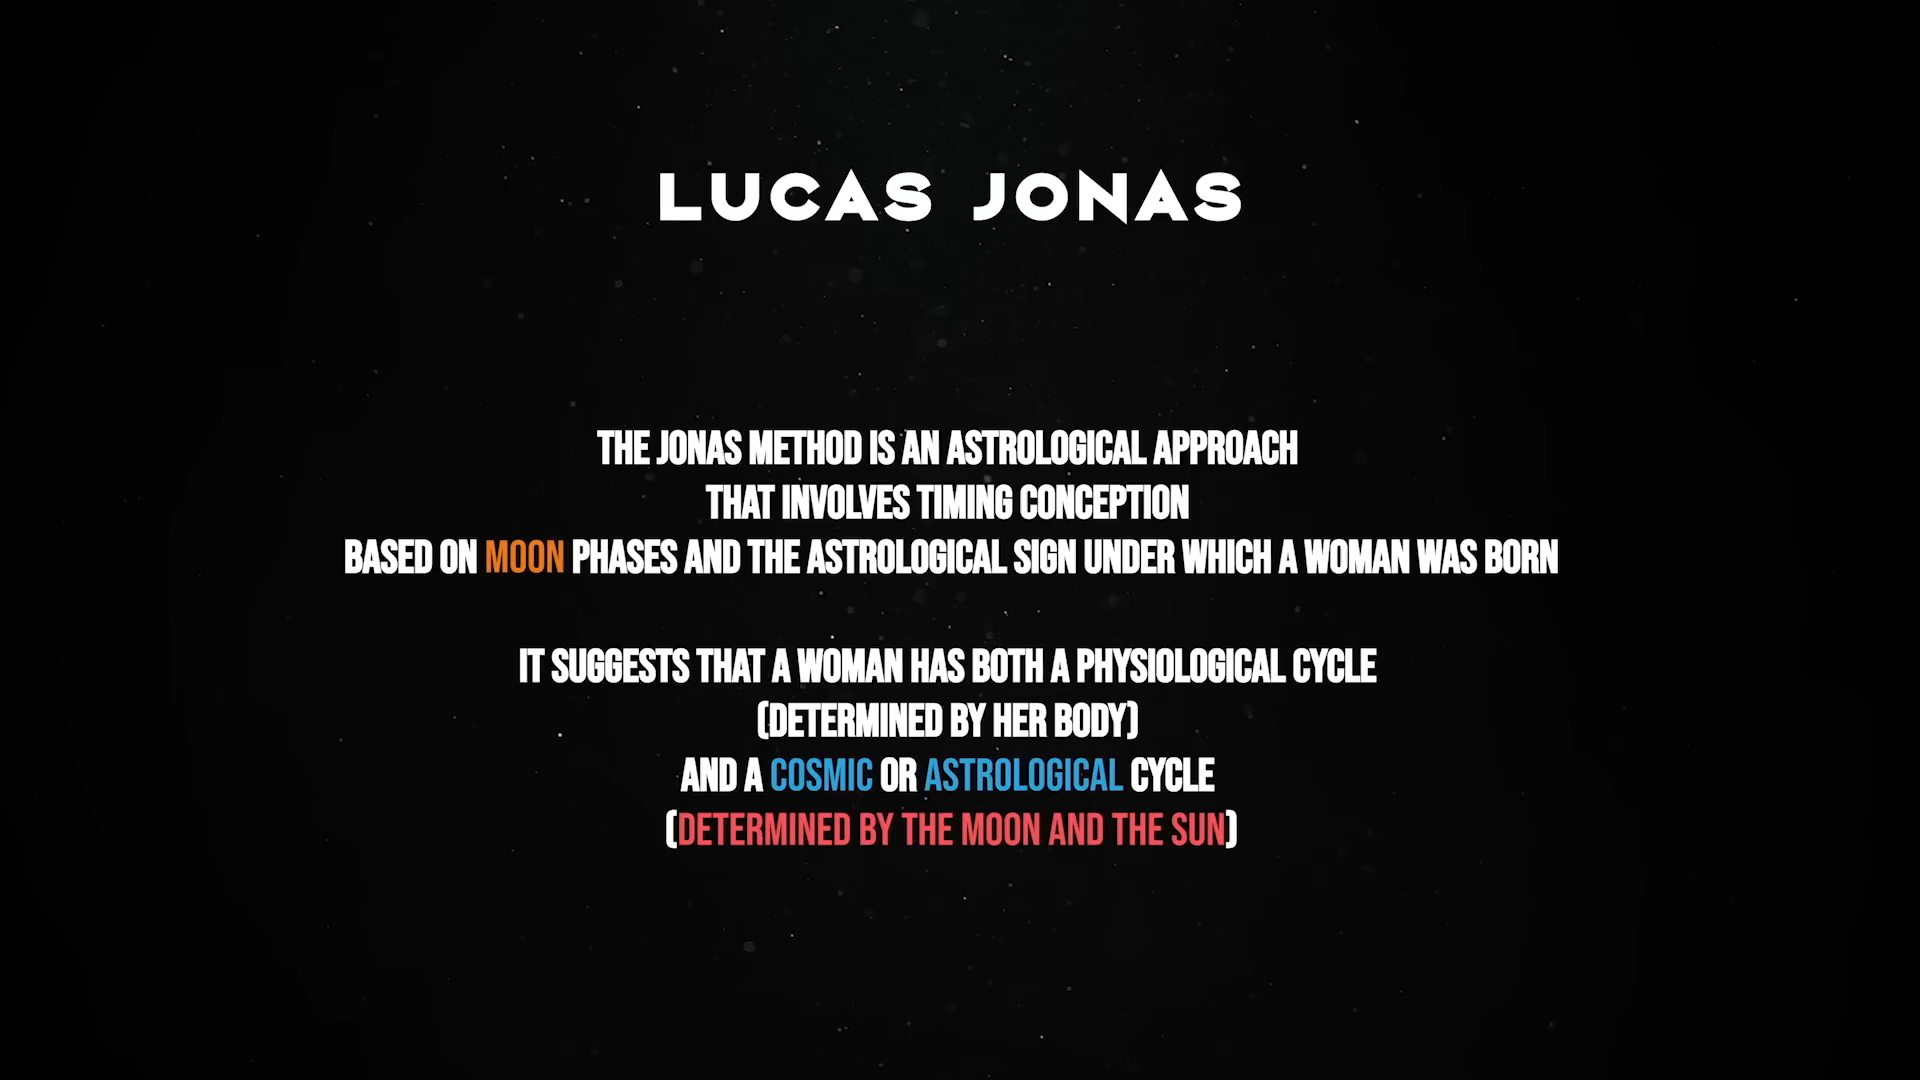 LUCAS JONAS
THE JONAS METHOD IS AN ASTROLOGICAL APPROACH
THAT INVOLVES TIMING CONCEPTION
BASED ON MOON PHASES AND THE ASTROLOGICAL SIGN UNDER WHICH A WOMAN WAS BORN
IT SUGGESTS THAT A WOMAN HAS BOTH A PHYSIOLOGICAL CYCLE
(DETERMINED BY HER BODY)
AND A COSMIC OR ASTROLOGICAL CYCLE
(DETERMINED BY THE MOON AND THE SUN)